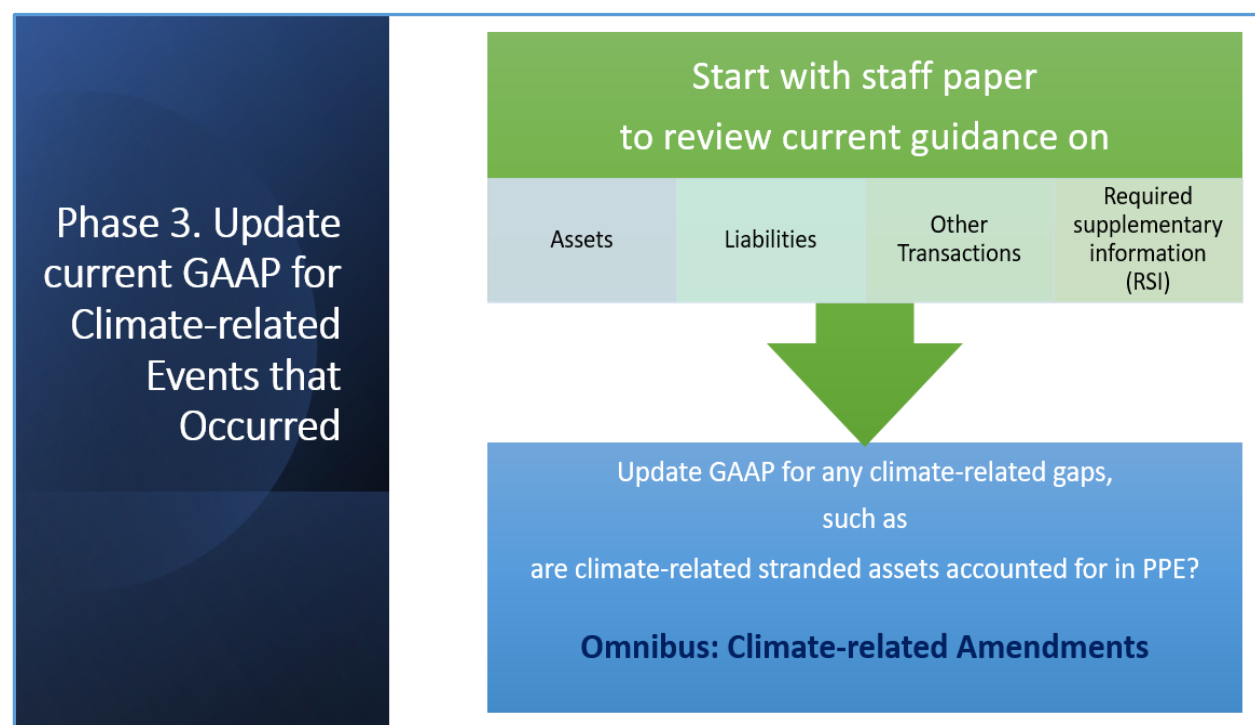 Phase 3. Update
current GAAP for
Climate-related
Events that
Occurred
Start with staff paper
to review current guidance on
Assets
Liabilities
Other
Transactions
Required
supplementary
information
(RSI)
Update GAAP for any climate-related gaps,
such as
are climate-related stranded assets accounted for in PPE?
Omnibus: Climate-related Amendments